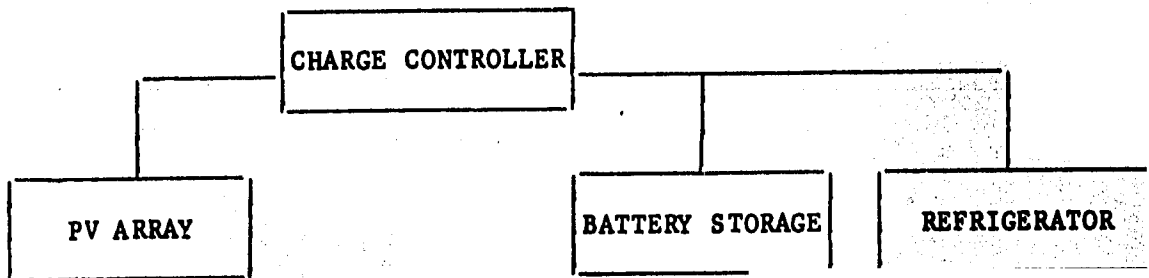 CHARGE CONTROLLER
PV ARRAY
BATTERY STORAGE
REFRIGERATOR